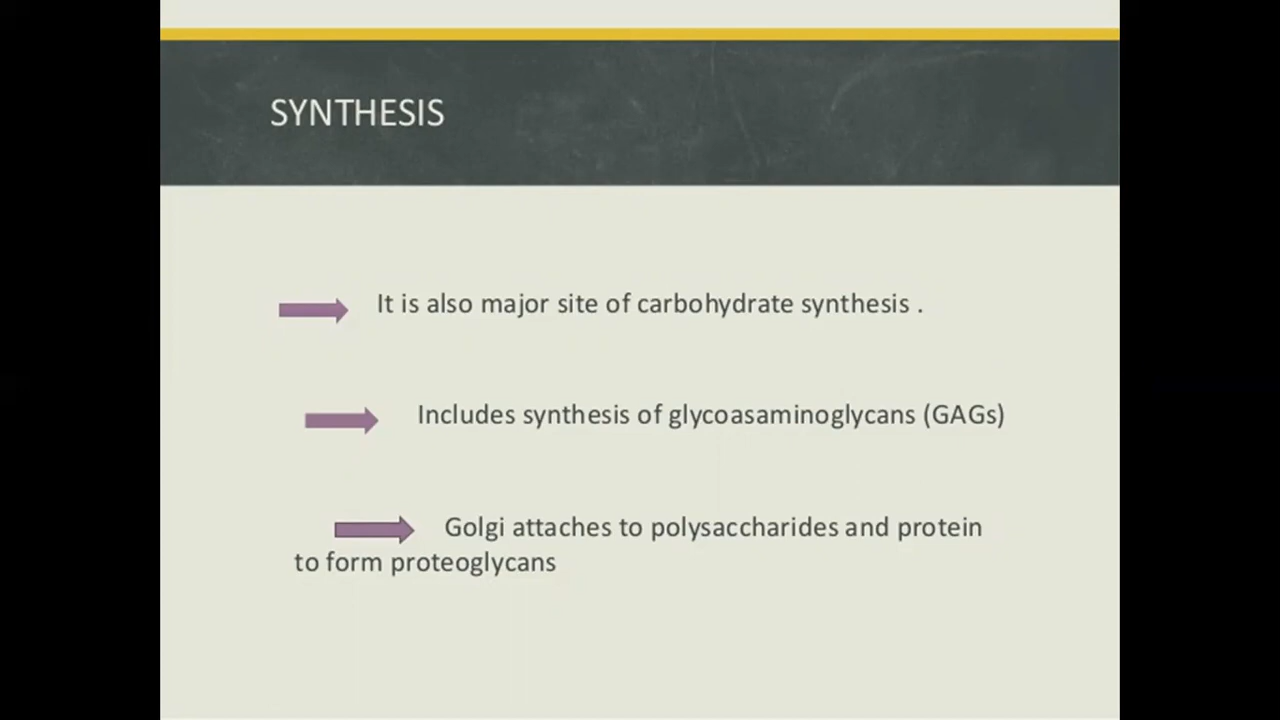 SYNTHESIS
It is also major site of carbohydrate synthesis .
Includes synthesis of glycoasaminoglycans (GAGs)
Golgi attaches to polysaccharides and protein
to form proteoglycans